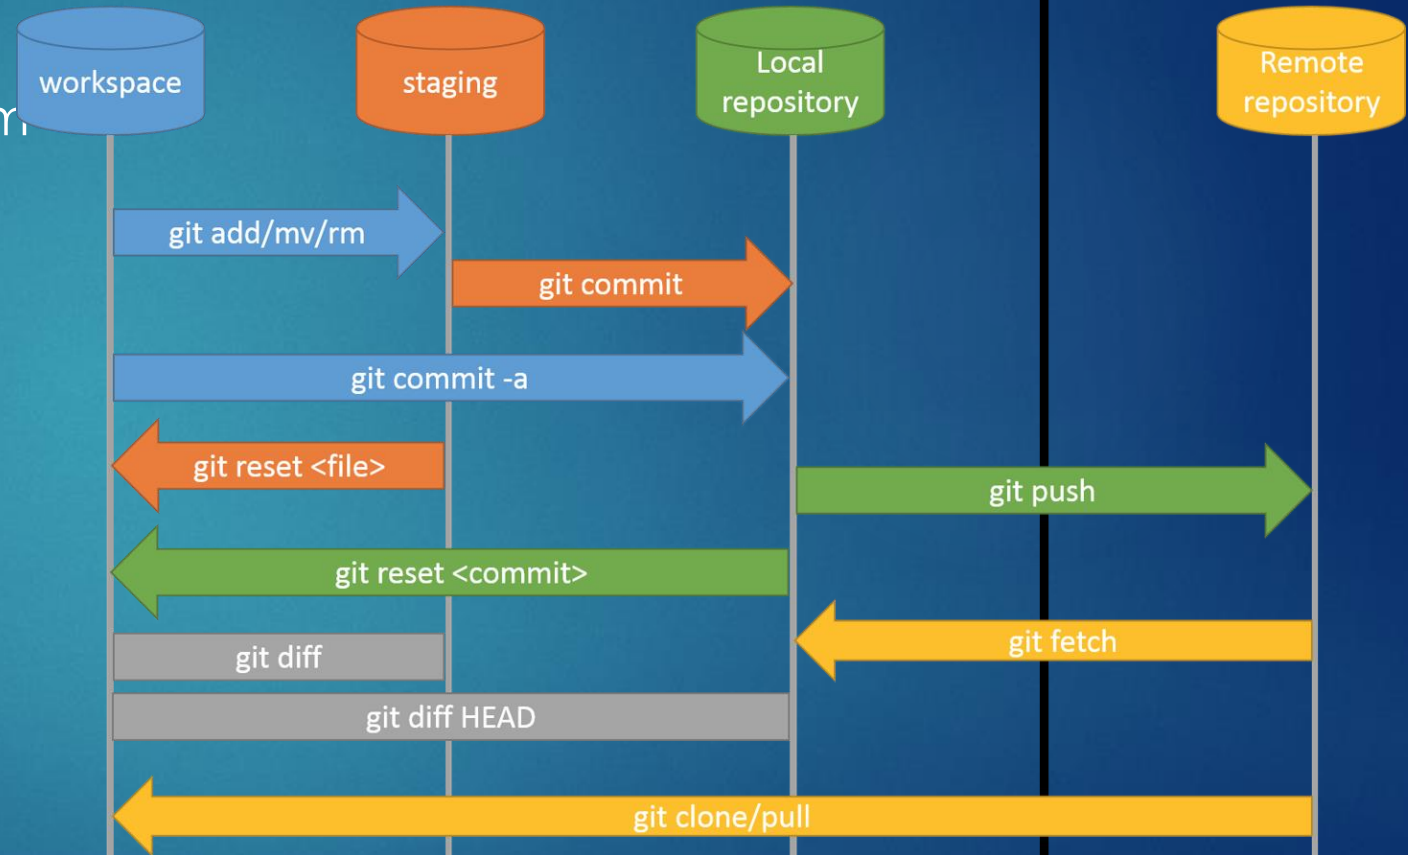 workspace
staging
Local
repository
Remote
repository
m
git add/mv/rm
git commit
git commit -a
git reset <file>
git push
git reset <commit>
git fetch
git diff
git diff HEAD
git clone/pull